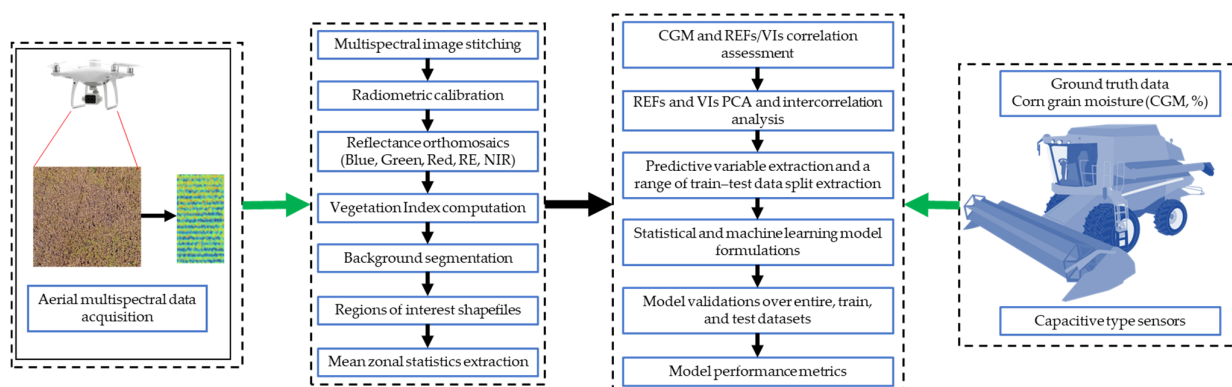 Aerial multispectral data
acquisition
Multispectral image stitching
Radiometric calibration
Reflectance orthomosaics
(Blue, Green, Red, RE, NIR)
Vegetation Index computation
Background segmentation
Regions of interest shapefiles
Mean zonal statistics extraction
CGM and REFs/VIs correlation
assessment
REFs and VIs PCA and intercorrelation
analysis
Predictive variable extraction and a
range of train–test data split extraction
Statistical and machine learning model
formulations
Model validations over entire, train,
and test datasets
Model performance metrics
Ground truth data
Corn grain moisture (CGM, %)
Capacitive type sensors